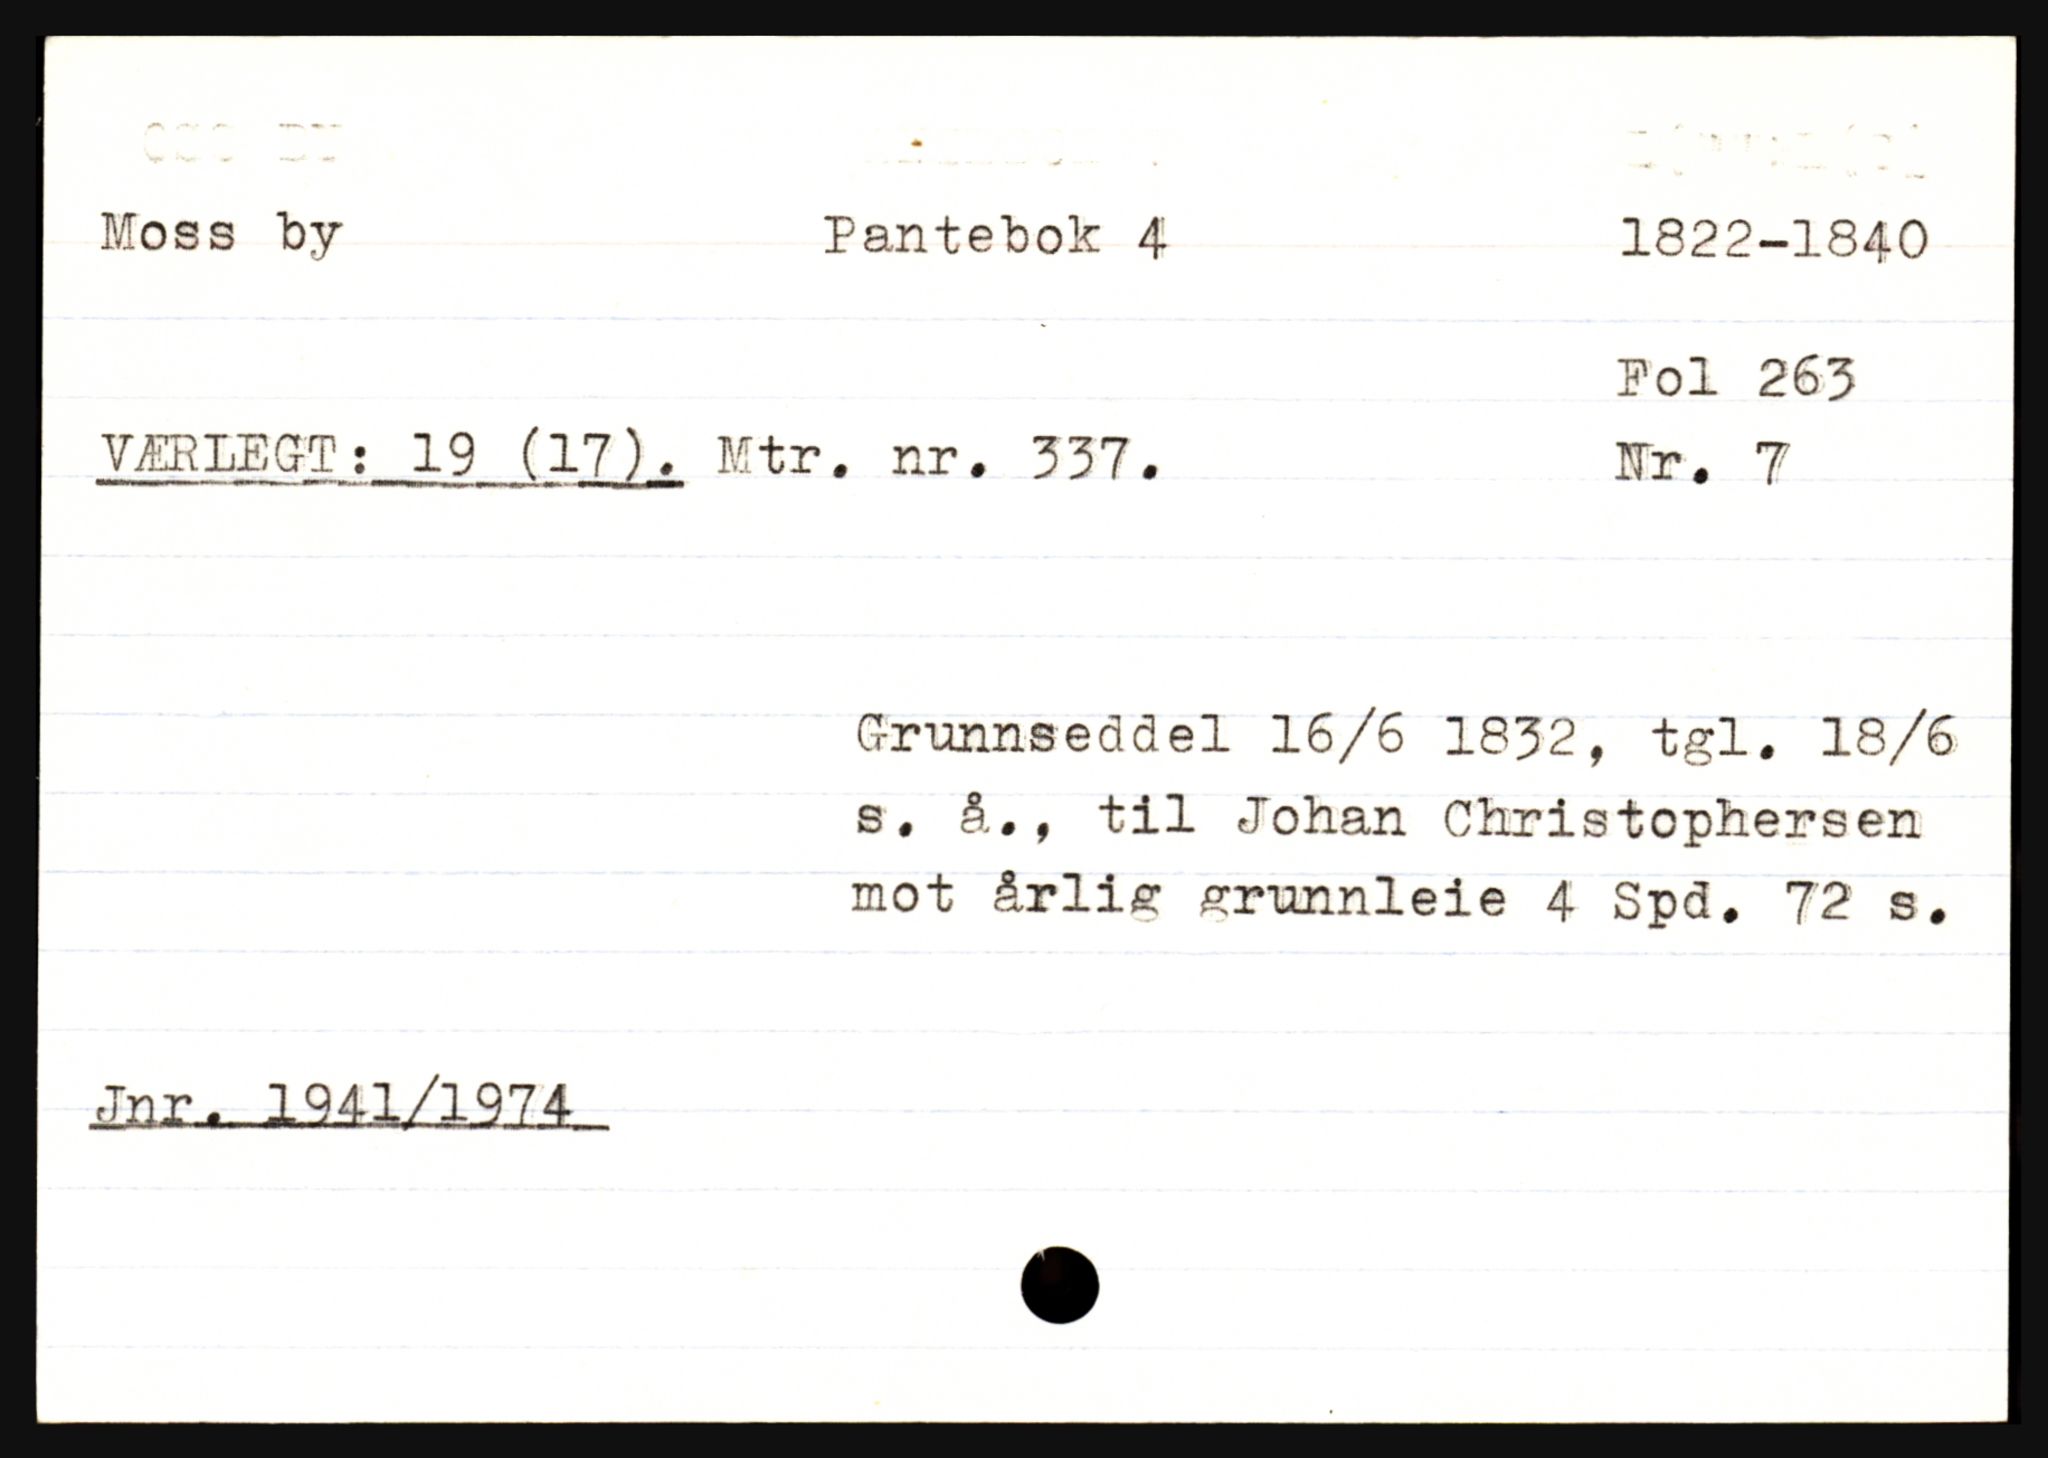 Moss by Pantebok 4 1822-1840
Fol 263
VÆRLEGT: 19 (17). Mtr. nr. 337. Nr. 7
Grunnseddel 16/6 1832, tgl. 18/6
s. å., til Johan Christophersen
mot årlig grunnleie 4 Spd. 72 s.
Jnr. 1941/1974